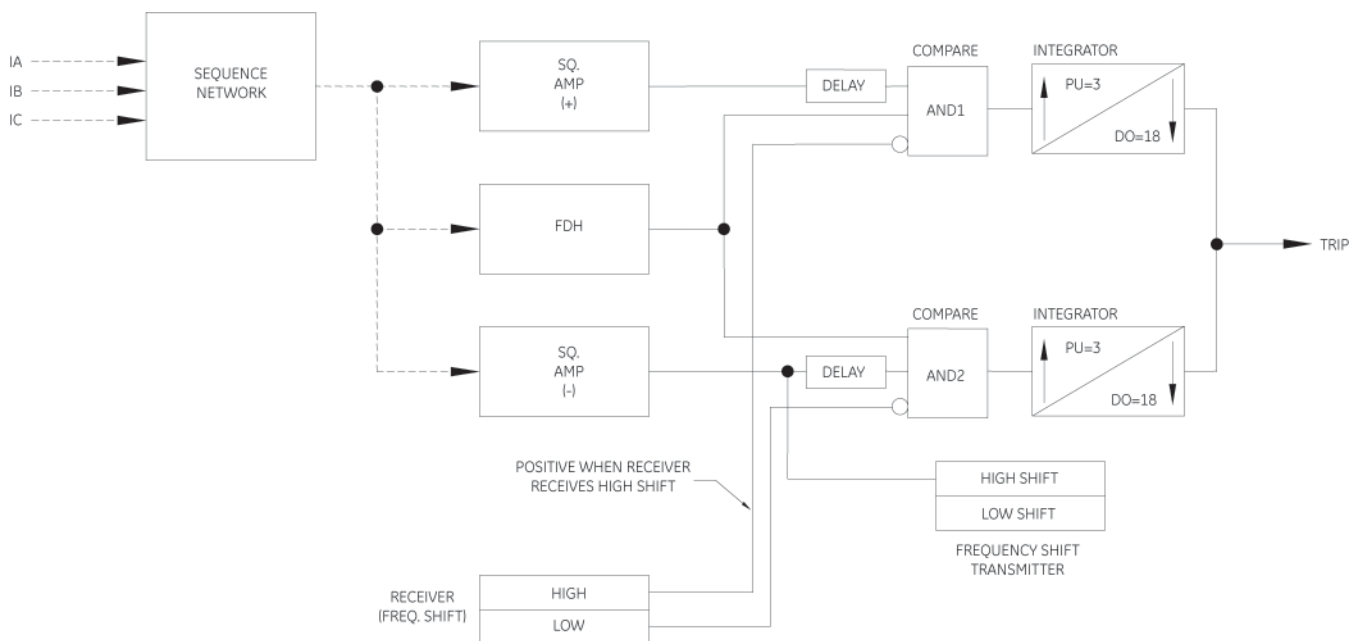 IA
IB
IC
SEQUENCE
NETWORK
SQ.
AMP
(+)
DELAY
COMPARE
AND1
INTEGRATOR
PU=3
DO=18
FDH
TRIP
SQ.
AMP
(-)
DELAY
COMPARE
AND2
INTEGRATOR
PU=3
DO=18
POSITIVE WHEN RECEIVER
RECEIVES HIGH SHIFT
HIGH SHIFT
LOW SHIFT
FREQUENCY SHIFT
TRANSMITTER
RECEIVER
(FREQ. SHIFT)
HIGH
LOW